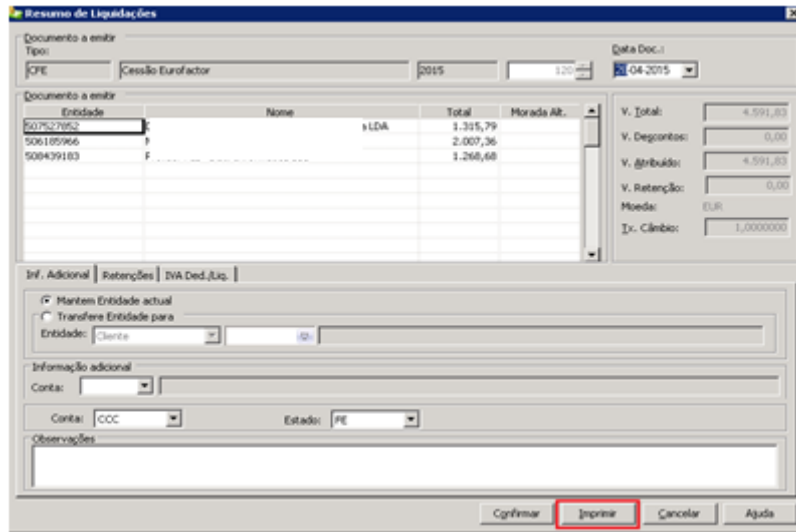 Resumo de Liquidações
Documento a emitir
Tipo:
Data Doc.:
CFE Cessão Eurofactor 2015 120 -04-2015
Documento a emitir
Entidade Nome Total Morada Alt.
507527852 LDA 1.315,79
506185966 2.007,36
508439183 1.268,68
V. Total: 4.591,83
V. Descontos: 0,00
V. Atribuído: 4.591,83
V. Retenção: 0,00
Moeda: EUR
Tx. Câmbio: 1,0000000
Inf. Adicional Retenções IVA Ded./Liq.
Mantem Entidade actual
Transfere Entidade para
Entidade: Cliente
Informação adicional
Conta:
Conta: CCC Estado:
Observações
Confirmar Imprimir Cancelar Ajuda